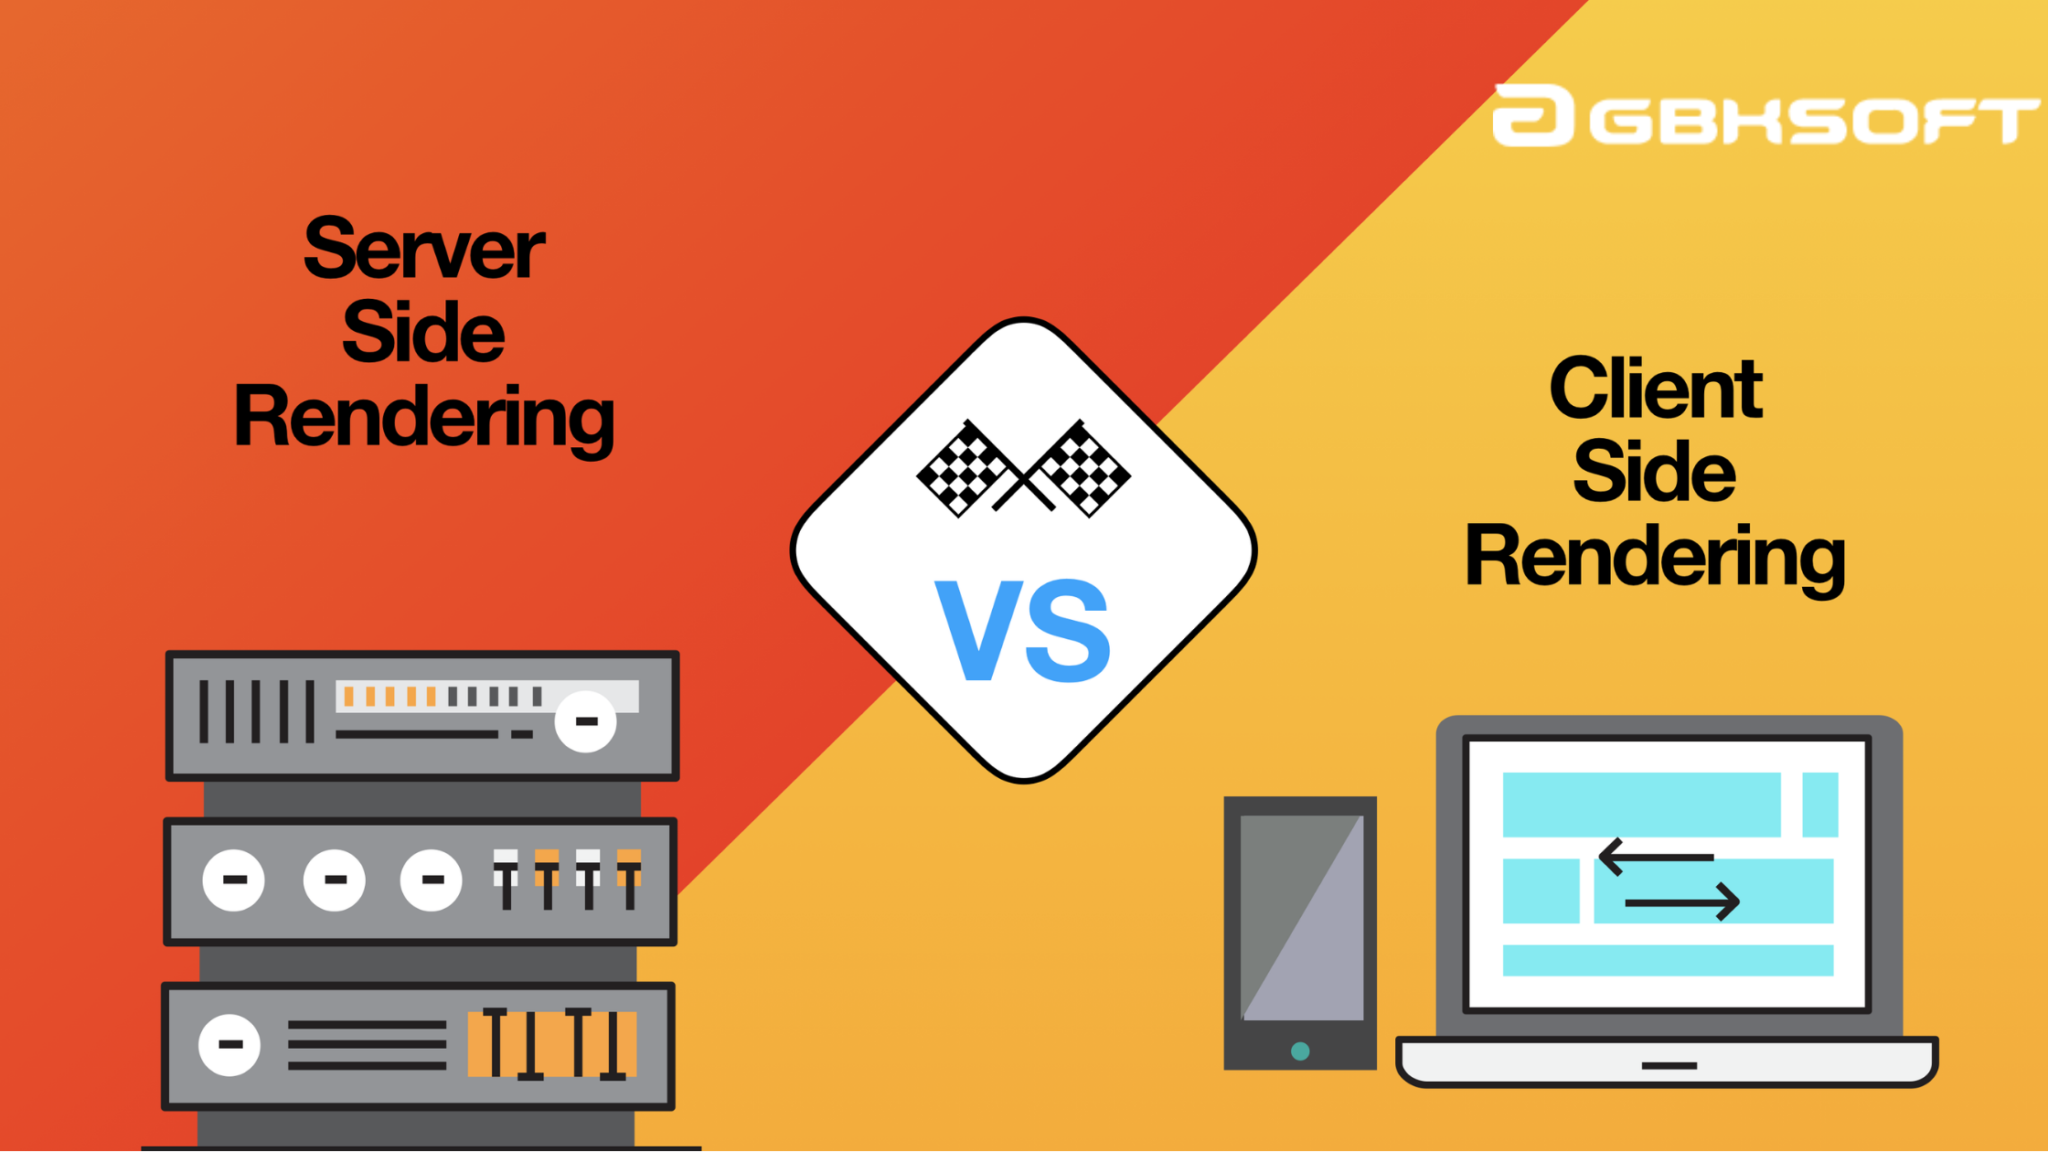 GBKSOFT
Server
Side
Rendering
VS
Client
Side
Rendering